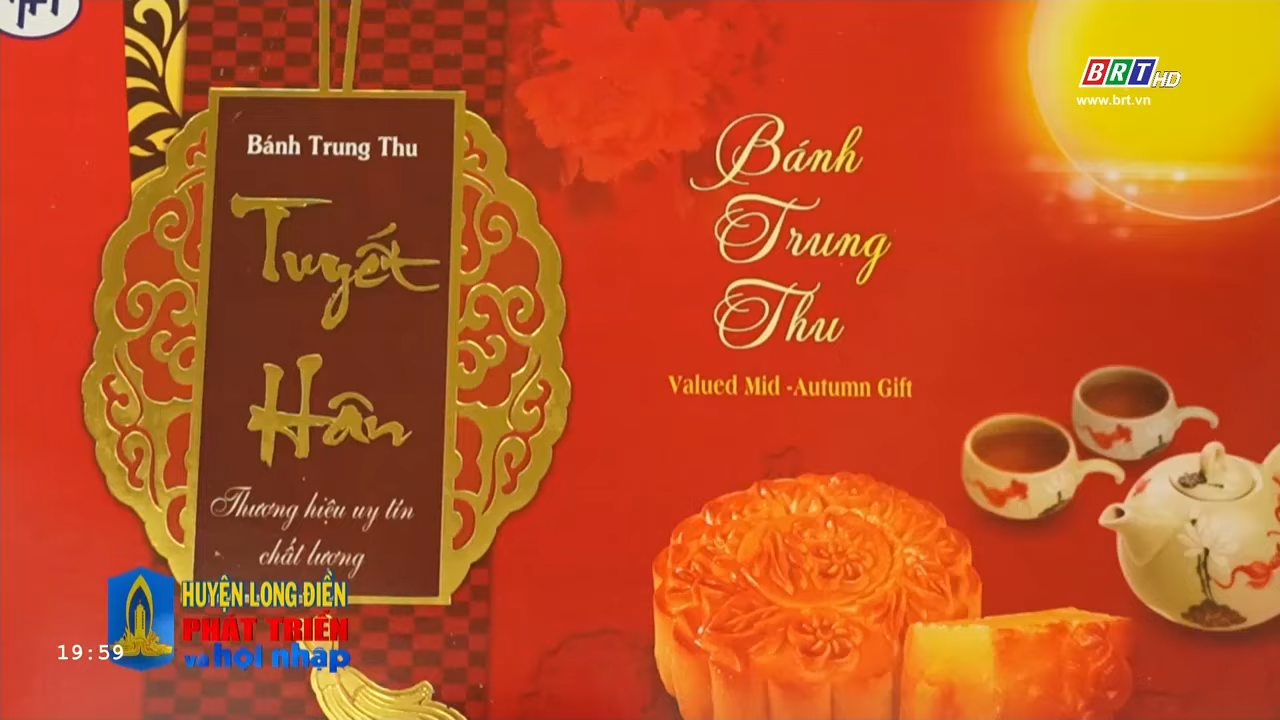 BRT HD
www.brt.vn
Bánh Trung Thu
Tuyết
Hân
Thương hiệu uy tín
chất lượng
Bánh
Trung
Thu
Valued Mid -Autumn Gift
HUYỆN LONG ĐIỀN
PHÁT TRIỂN
và hội nhập
19:59